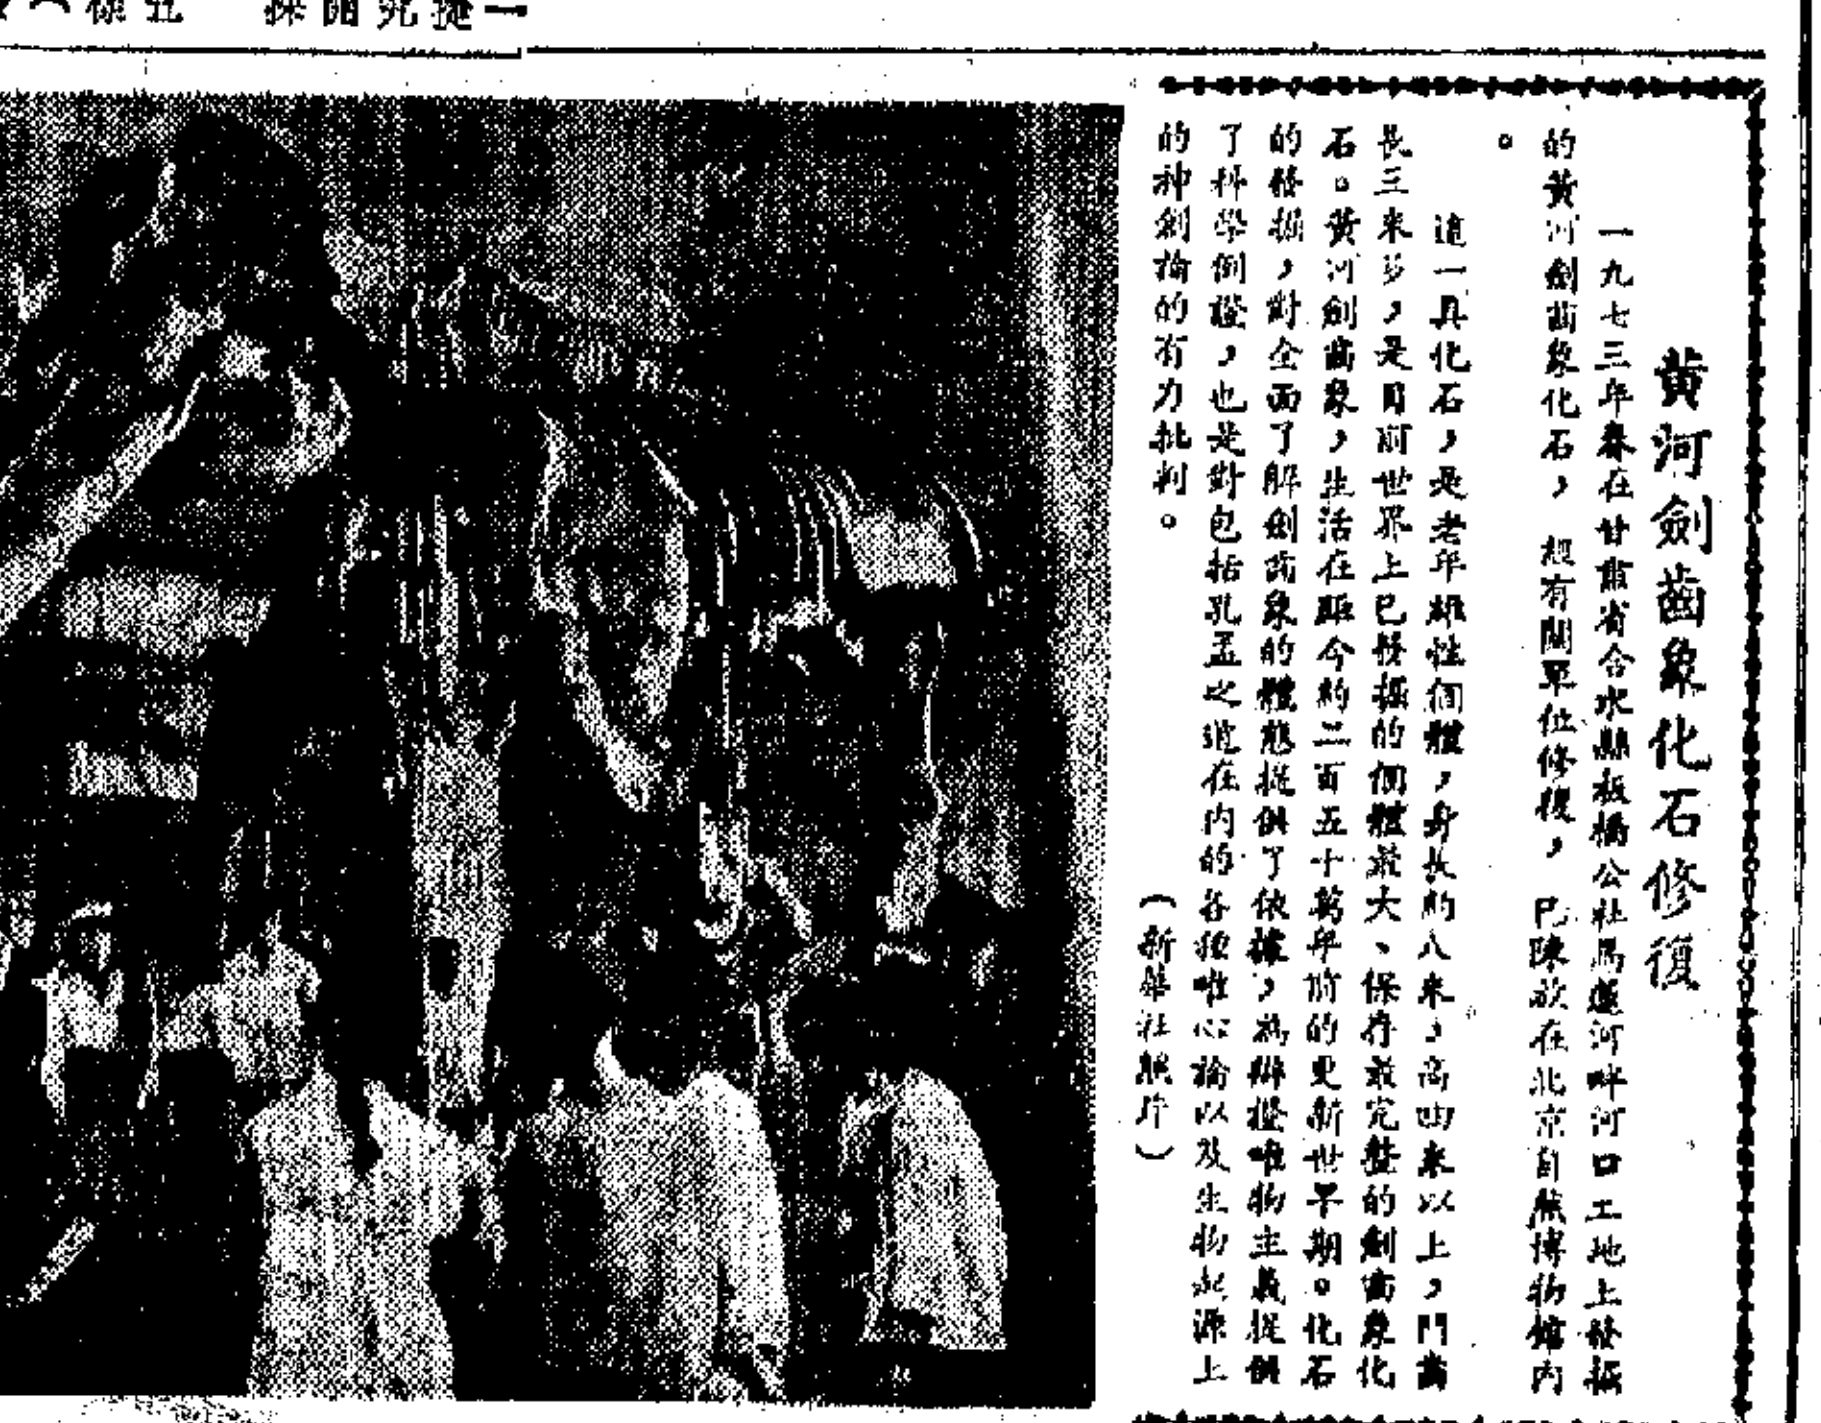 黃河劍齒象化石修復
一九七三年春在甘肅省合水縣板橋公社馬蓮河畔河口工地上發掘
的黃河劍齒象化石，經有關單位修復，已陳放在北京自然博物館內
。
這一具化石，是老年雄性個體，身長約八米，高四米以上，門齒
長三米多，是目前世界上已發掘的個體最大、保存最完整的劍齒象化
石。黃河劍齒象，生活在距今約二百五十萬年前的更新世早期。化石
的發掘，對全面了解劍齒象的體態提供了依據，為辯證唯物主義提供
了科學例證，也是對包括孔孟之道在內的各種唯心論以及生物起源上
的神創論的有力批判。
（新華社照片）